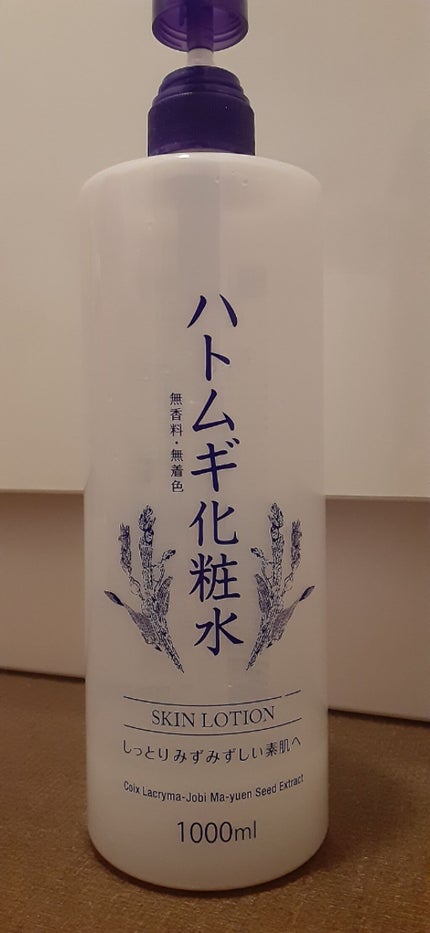 ハトムギ化粧水
無香料・無着色
SKIN LOTION
しっとりみずみずしい素肌へ
Coix Lacryma-Jobi Ma-yuen Seed Extract
1000ml